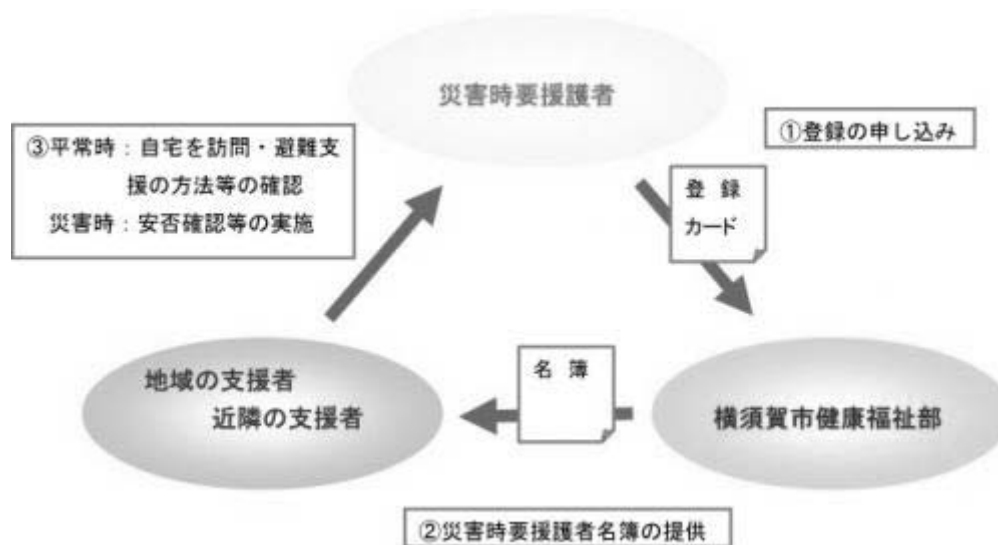 災害時要援護者
①登録の申し込み
③平常時:自宅を訪問・避難支
援の方法等の確認
災害時:安否確認等の実施
登 録
カード
地域の支援者
近隣の支援者
名 簿
横須賀市健康福祉部
②災害時要援護者名簿の提供